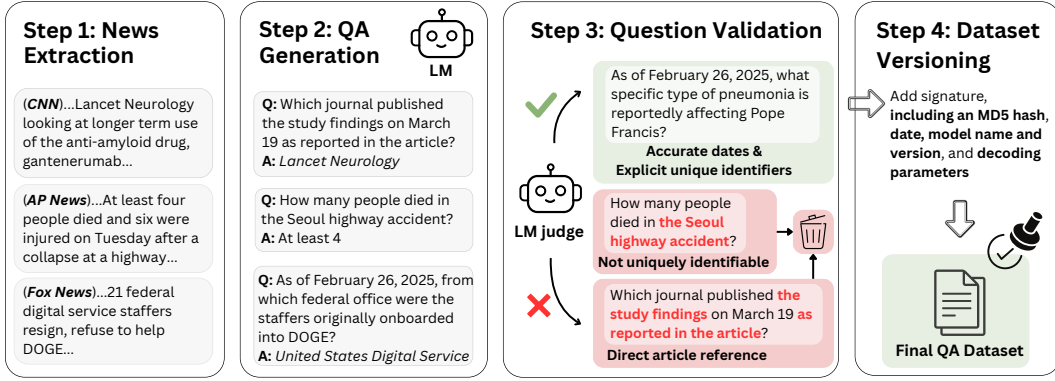 Step 1: News
Extraction
(CNN)...Lancet Neurology
looking at longer term use
of the anti-amyloid drug,
gantenerumab...
(AP News)...At least four
people died and six were
injured on Tuesday after a
collapse at a highway...
(Fox News)...21 federal
digital service staffers
resign, refuse to help
DOGE...
Step 2: QA
Generation
LM
Q: Which journal published
the study findings on March
19 as reported in the article?
A: Lancet Neurology
Q: How many people died in
the Seoul highway accident?
A: At least 4
Q: As of February 26, 2025, from
which federal office were the
staffers originally onboarded
into DOGE?
A: United States Digital Service
Step 3: Question Validation
LM judge
As of February 26, 2025, what
specific type of pneumonia is
reportedly affecting Pope
Francis?
Accurate dates &
Explicit unique identifiers
How many people
died in the Seoul
highway accident?
Not uniquely identifiable
Which journal published the
study findings on March 19 as
reported in the article?
Direct article reference
Step 4: Dataset
Versioning
Add signature,
including an MD5 hash,
date, model name and
version, and decoding
parameters
Final QA Dataset